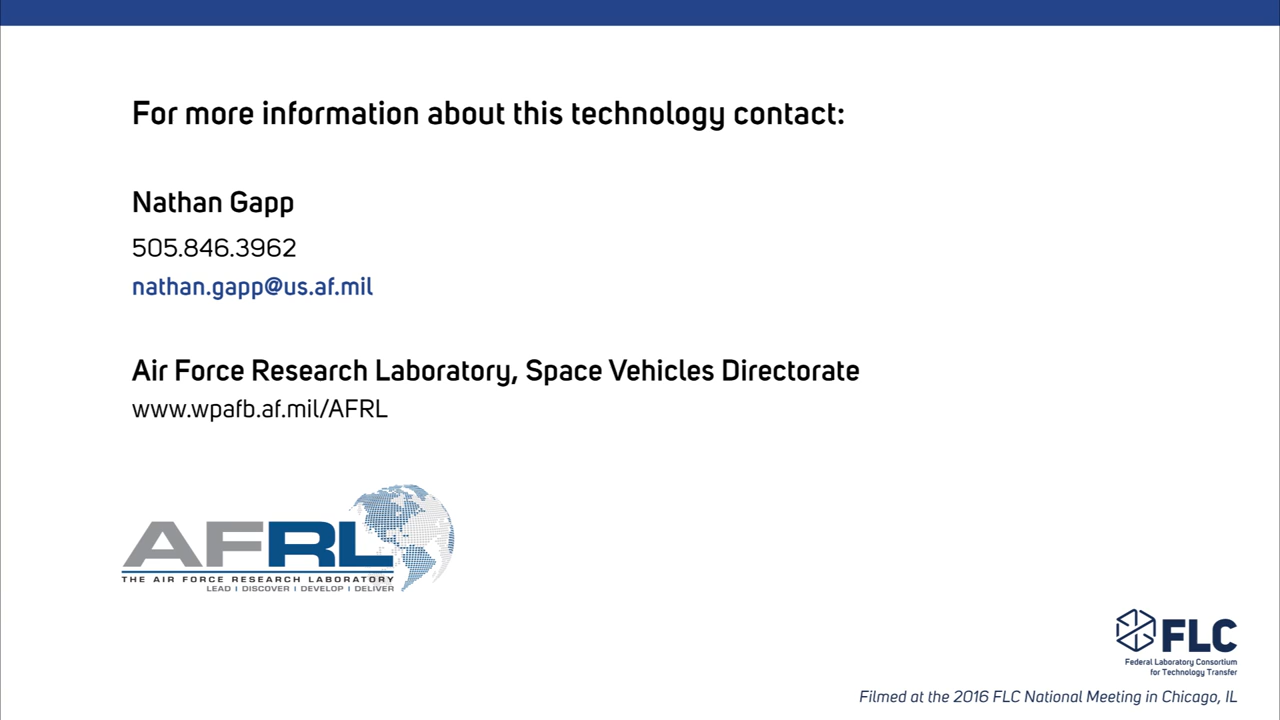 For more information about this technology contact:
Nathan Gapp
505.846.3962
nathan.gapp@us.af.mil
Air Force Research Laboratory, Space Vehicles Directorate
www.wpafb.af.mil/AFRL
AFRL
THE AIR FORCE RESEARCH LABORATORY
LEAD | DISCOVER | DEVELOP | DELIVER
FLC
Federal Laboratory Consortium
for Technology Transfer
Filmed at the 2016 FLC National Meeting in Chicago, IL